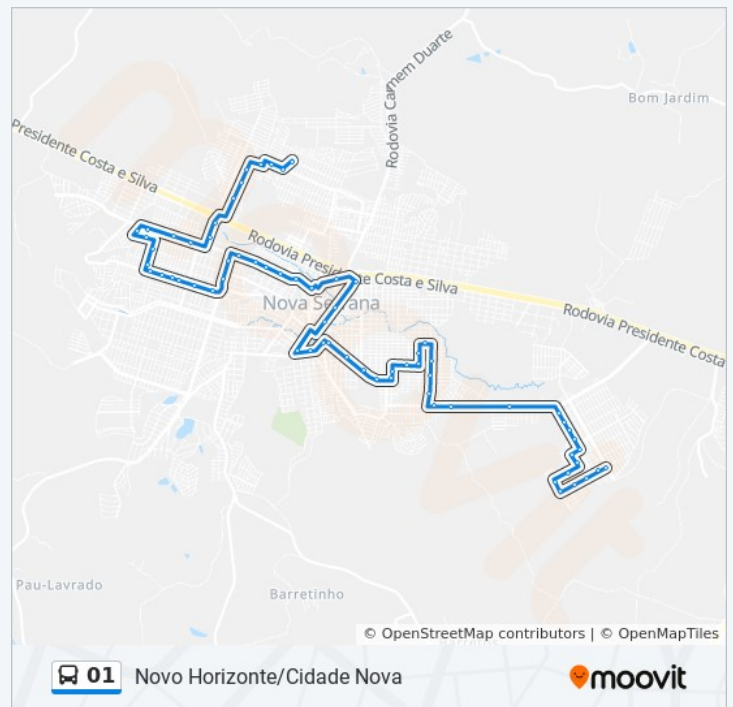 Rodovia Carmem Duarte
Bom Jardim
Presidente Costa e Silva
Rodovia Presidente Costa e Silva
Nova Serrana
Rodovia Presidente Costa
Pau-Lavrado
Barretinho
© OpenStreetMap contributors | © OpenMapTiles
01 Novo Horizonte/Cidade Nova
moovit